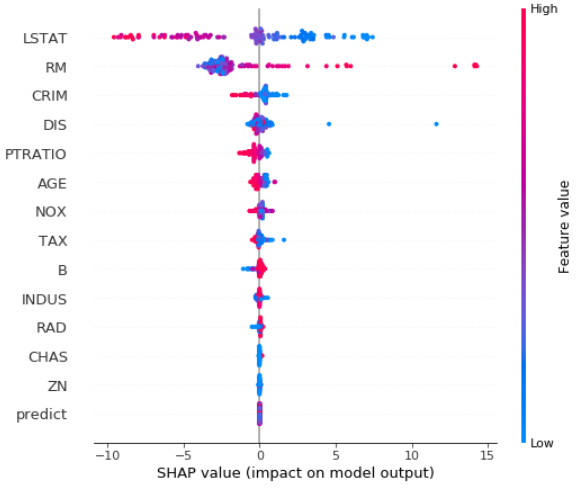 High
LSTAT
RM
CRIM
DIS
PTRATIO
AGE
NOX
TAX
B
INDUS
RAD
CHAS
ZN
predict
Feature value
Low
−10 −5 0 5 10 15
SHAP value (impact on model output)